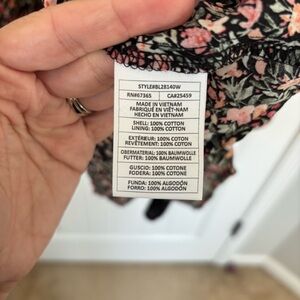 STYLE#BL28140W
RN#67365 CA#25459
MADE IN VIETNAM
FABRIQUÉ EN VIÊT-NAM
HECHO EN VIETNAM
SHELL: 100% COTTON
LINING: 100% COTTON
EXTÉRIEUR: 100% COTON
REVÊTEMENT: 100% COTON
OBERMATERIAL: 100% BAUMWOLLE
FUTTER: 100% BAUMWOLLE
GUSCIO: 100% COTONE
FODERA: 100% COTONE
FUNDA: 100% ALGODÓN
FORRO: 100% ALGODÓN